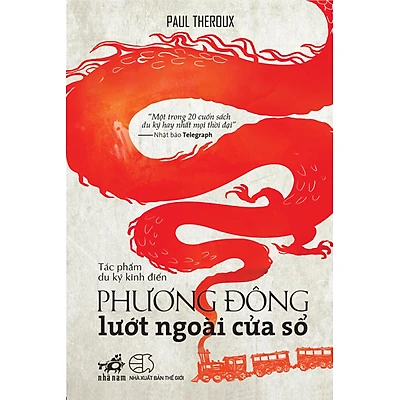 PAUL THEROUX
“Một trong 20 cuốn sách
du ký hay nhất mọi thời đại”
Nhật báo Telegraph
Tác phẩm
du ký kinh điển
PHƯƠNG ĐÔNG
lướt ngoài cửa sổ
nhã nam
NHÀ XUẤT BẢN THẾ GIỚI